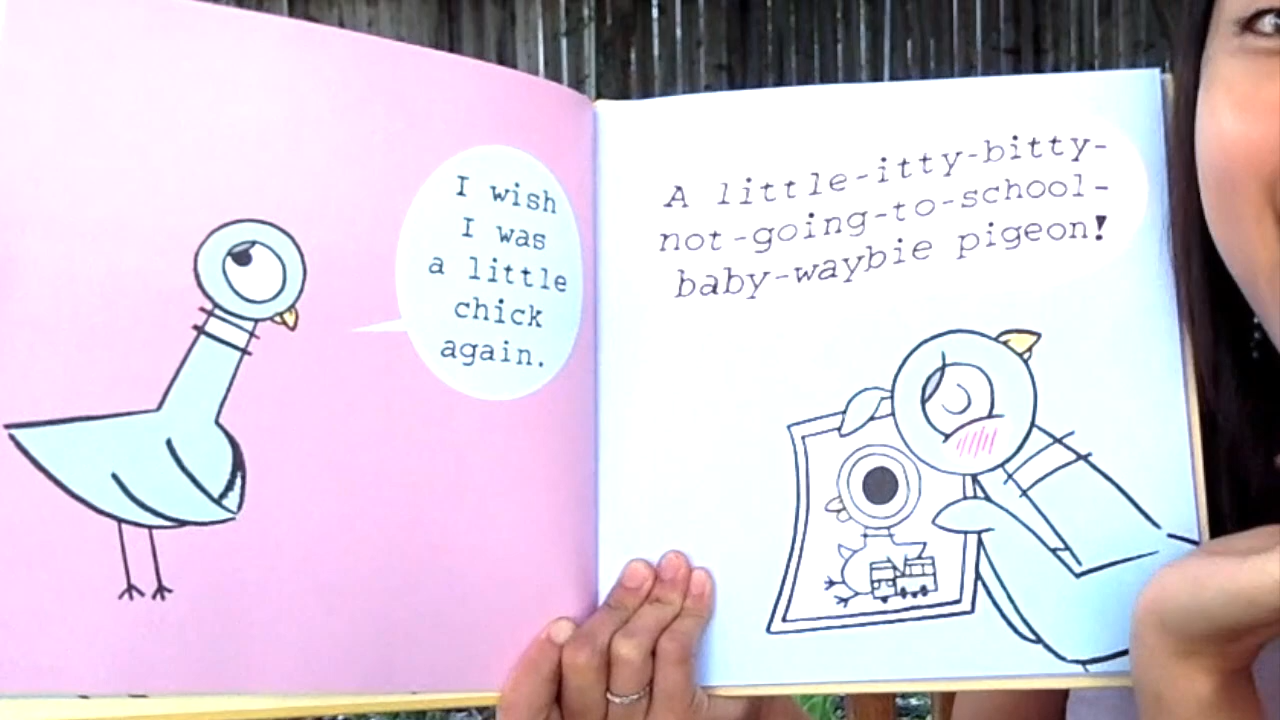 I wish
I was
a little
chick
again.
A little-itty-bitty-
not-going-to-school-
baby-waybie pigeon!